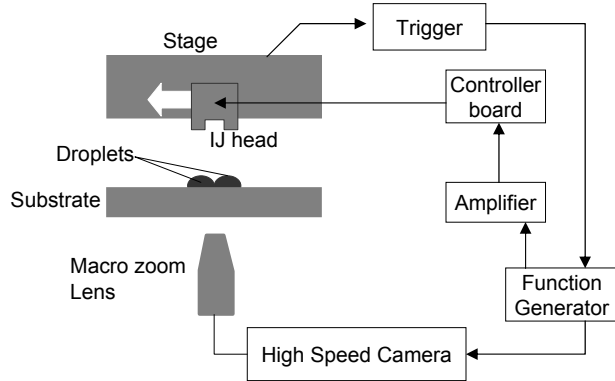 Stage
Trigger
Controller
board
IJ head
Droplets
Substrate
Amplifier
Macro zoom
Lens
Function
Generator
High Speed Camera